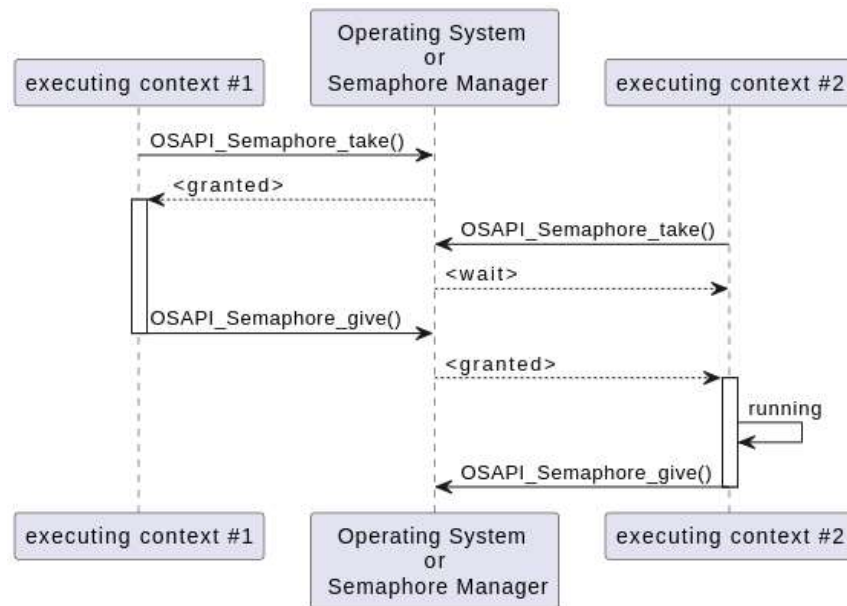 Operating System
or
Semaphore Manager
executing context #1
executing context #2
OSAPI_Semaphore_take()
<granted>
OSAPI_Semaphore_take()
<wait>
OSAPI_Semaphore_give()
<granted>
running
OSAPI_Semaphore_give()
executing context #1
Operating System
or
Semaphore Manager
executing context #2